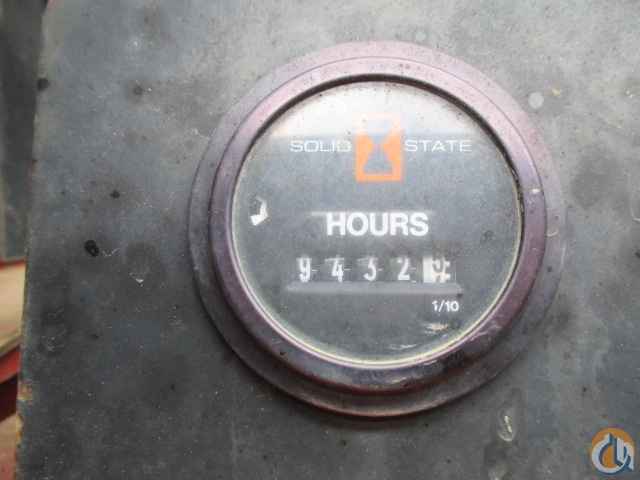 SOLID STATE
HOURS
9432
1/10